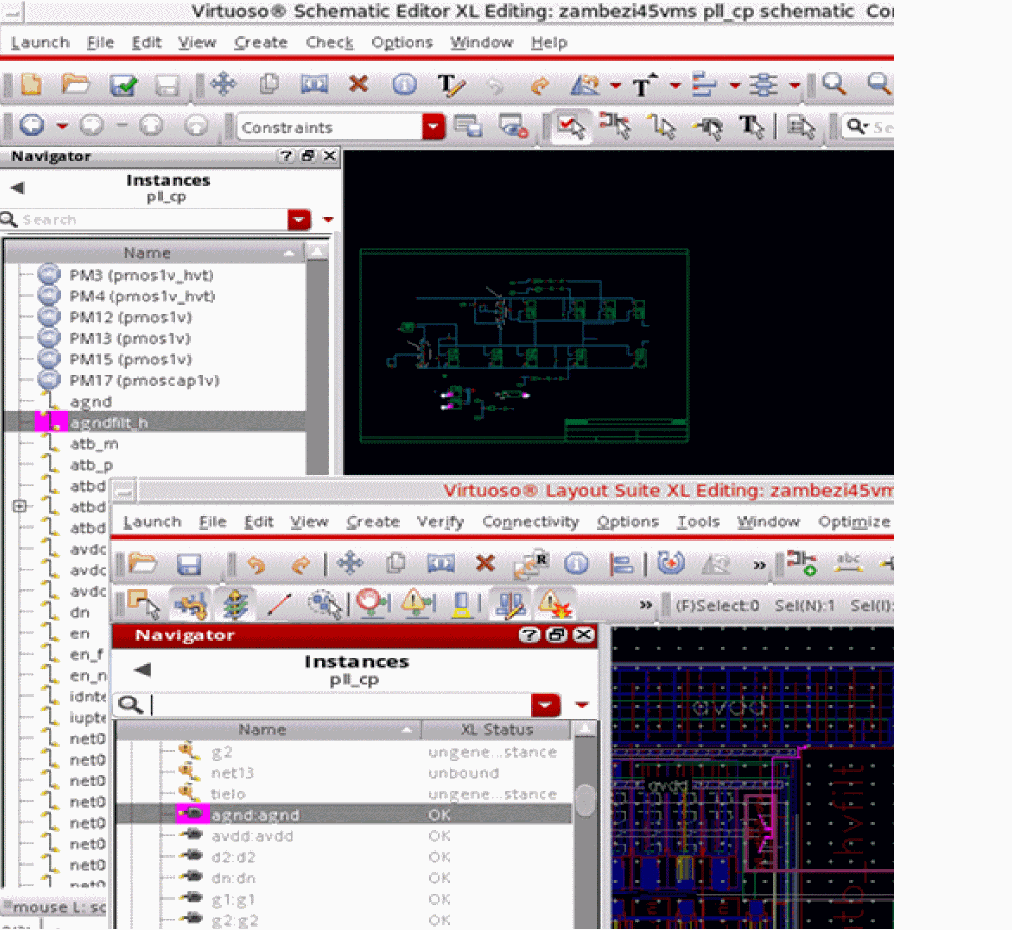 Virtuoso® Schematic Editor XL Editing: zambezi45vms pll_cp schematic Co
Launch File Edit View Create Check Options Window Help
Constraints
Navigator
Instances
pll_cp
Search
Name
PM3 (pmos1v_hvt)
PM4 (pmos1v_hvt)
PM12 (pmos1v)
PM13 (pmos1v)
PM15 (pmos1v)
PM17 (pmoscap1v)
agnd
agndfilt_h
atb_m
atb_p
atbd
atbd
atbd
avdc
avdc
avdc
dn
en
en_f
en_n
idnte
iupte
net0
net0
net0
net0
net0
net0
net0
mouse L: sc
Virtuoso® Layout Suite XL Editing: zambezi45vm
Launch File Edit View Create Verify Connectivity Options Tools Window Optimize
abc
» (F)Select:0 Sel(N):1 Sel(I):
Navigator
Instances
pll_cp
Name XL Status
g2 ungene...stance
net13 unbound
tielo ungene...stance
agnd:agnd OK
avdd:avdd OK
d2:d2 OK
dn:dn OK
g1:g1 OK
g2:g2 OK
avdd
avdd